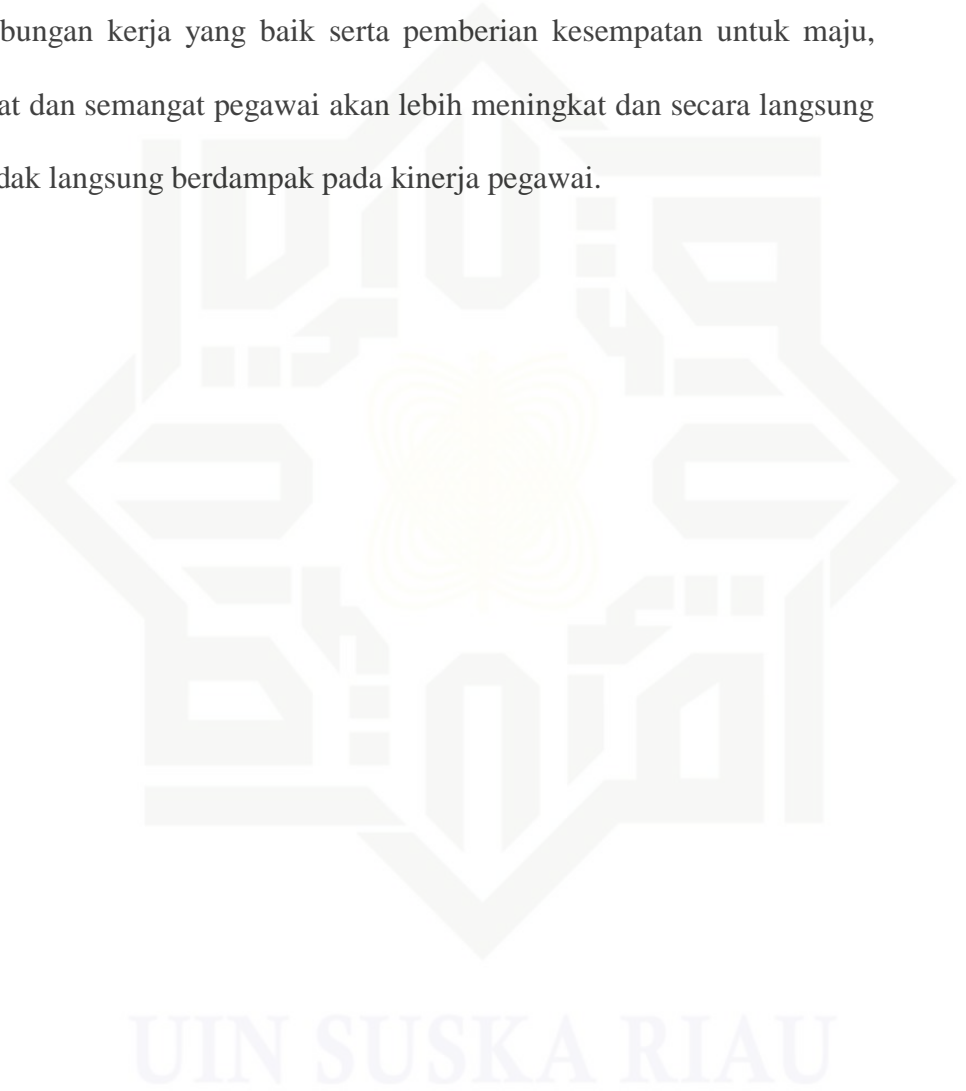 bungan kerja yang baik serta pemberian kesempatan untuk maju,
at dan semangat pegawai akan lebih meningkat dan secara langsung
dak langsung berdampak pada kinerja pegawai.
UIN SUSKA RIAU